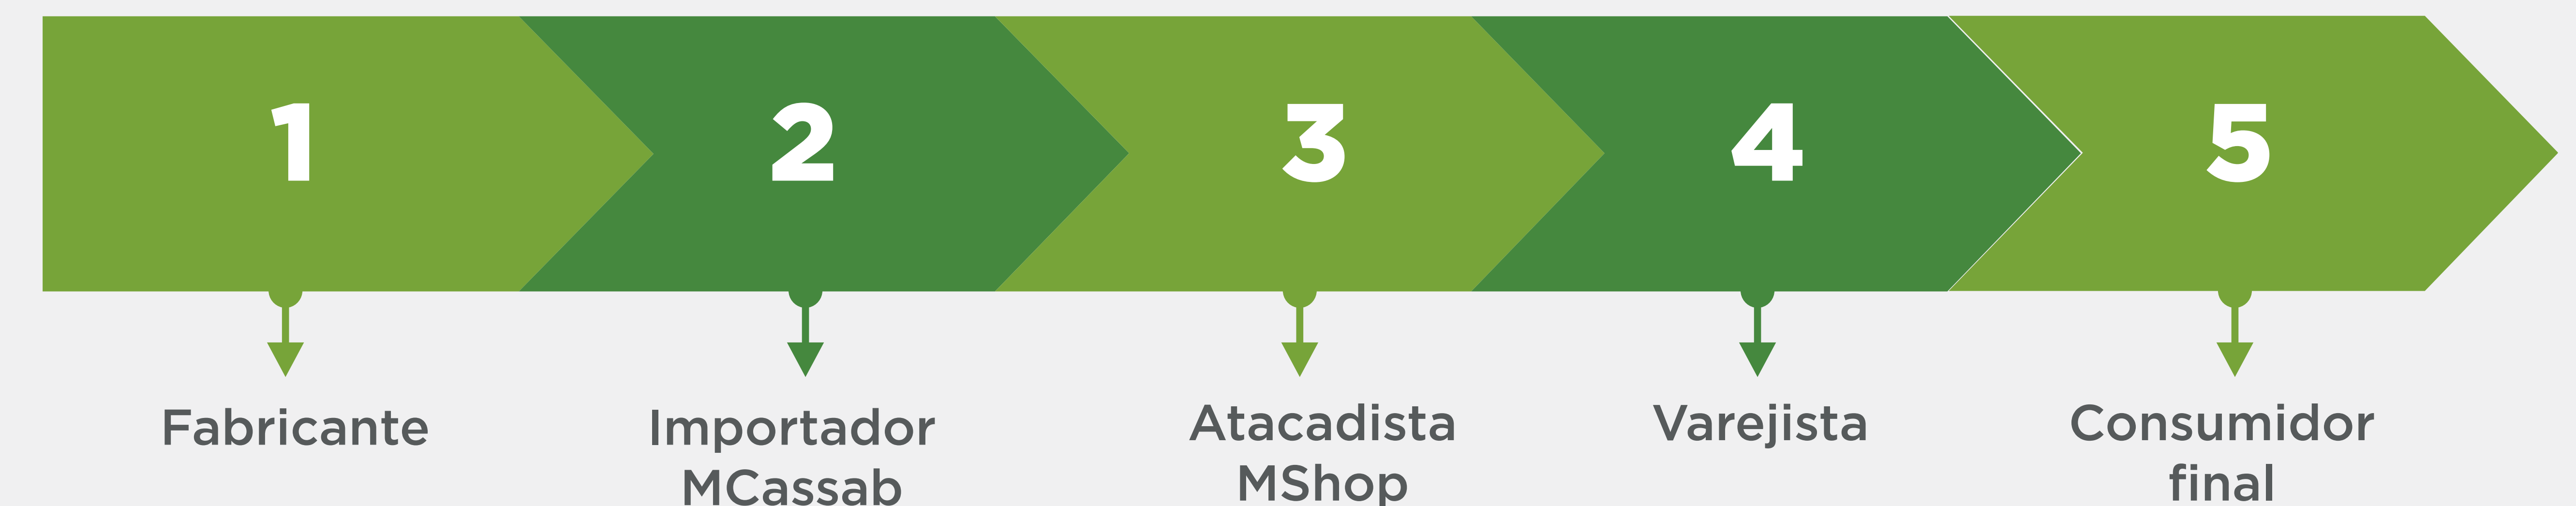 1
2
3
4
5
Fabricante
Importador
MCassab
Atacadista
MShop
Varejista
Consumidor
final